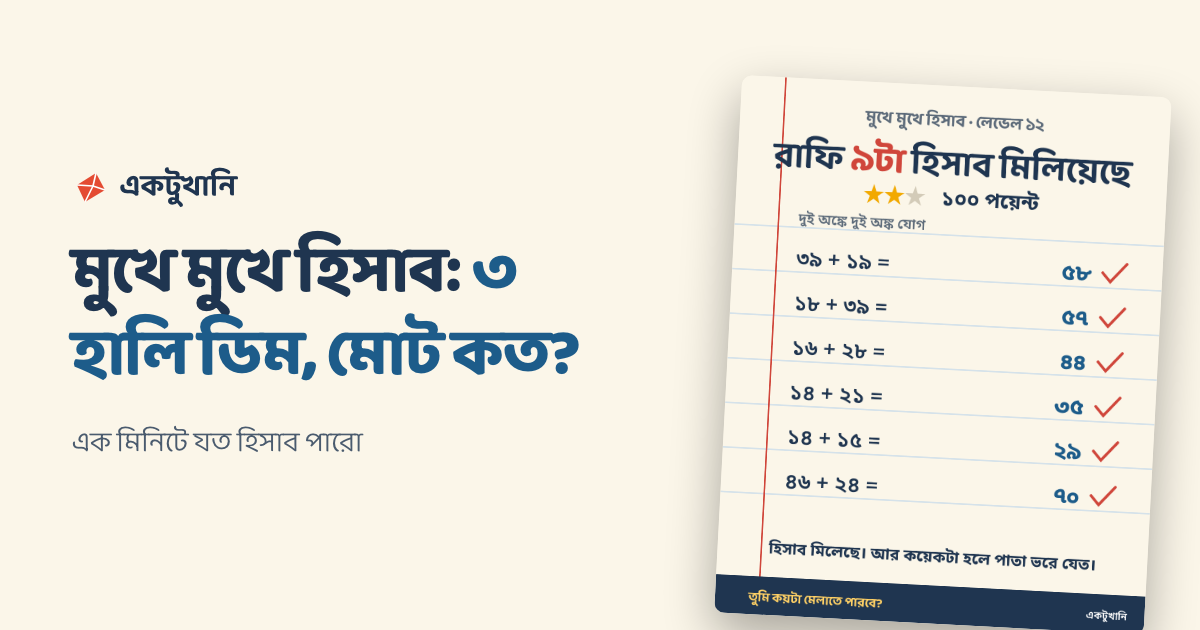 একটুখানি
মুখে মুখে হিসাব: ৩
হালি ডিম, মোট কত?
এক মিনিটে যত হিসাব পারো
মুখে মুখে হিসাব · লেভেল ১২
রাফি ৯টা হিসাব মিলিয়েছে
১০০ পয়েন্ট
দুই অঙ্কে দুই অঙ্ক যোগ
৩৯ + ১৯ = ৫৮
১৮ + ৩৯ = ৫৭
১৬ + ২৮ = ৪৪
১৪ + ২১ = ৩৫
১৪ + ১৫ = ২৯
৪৬ + ২৪ = ৭০
হিসাব মিলেছে। আর কয়েকটা হলে পাতা ভরে যেত।
তুমি কয়টা মেলাতে পারবে?
একটুখানি